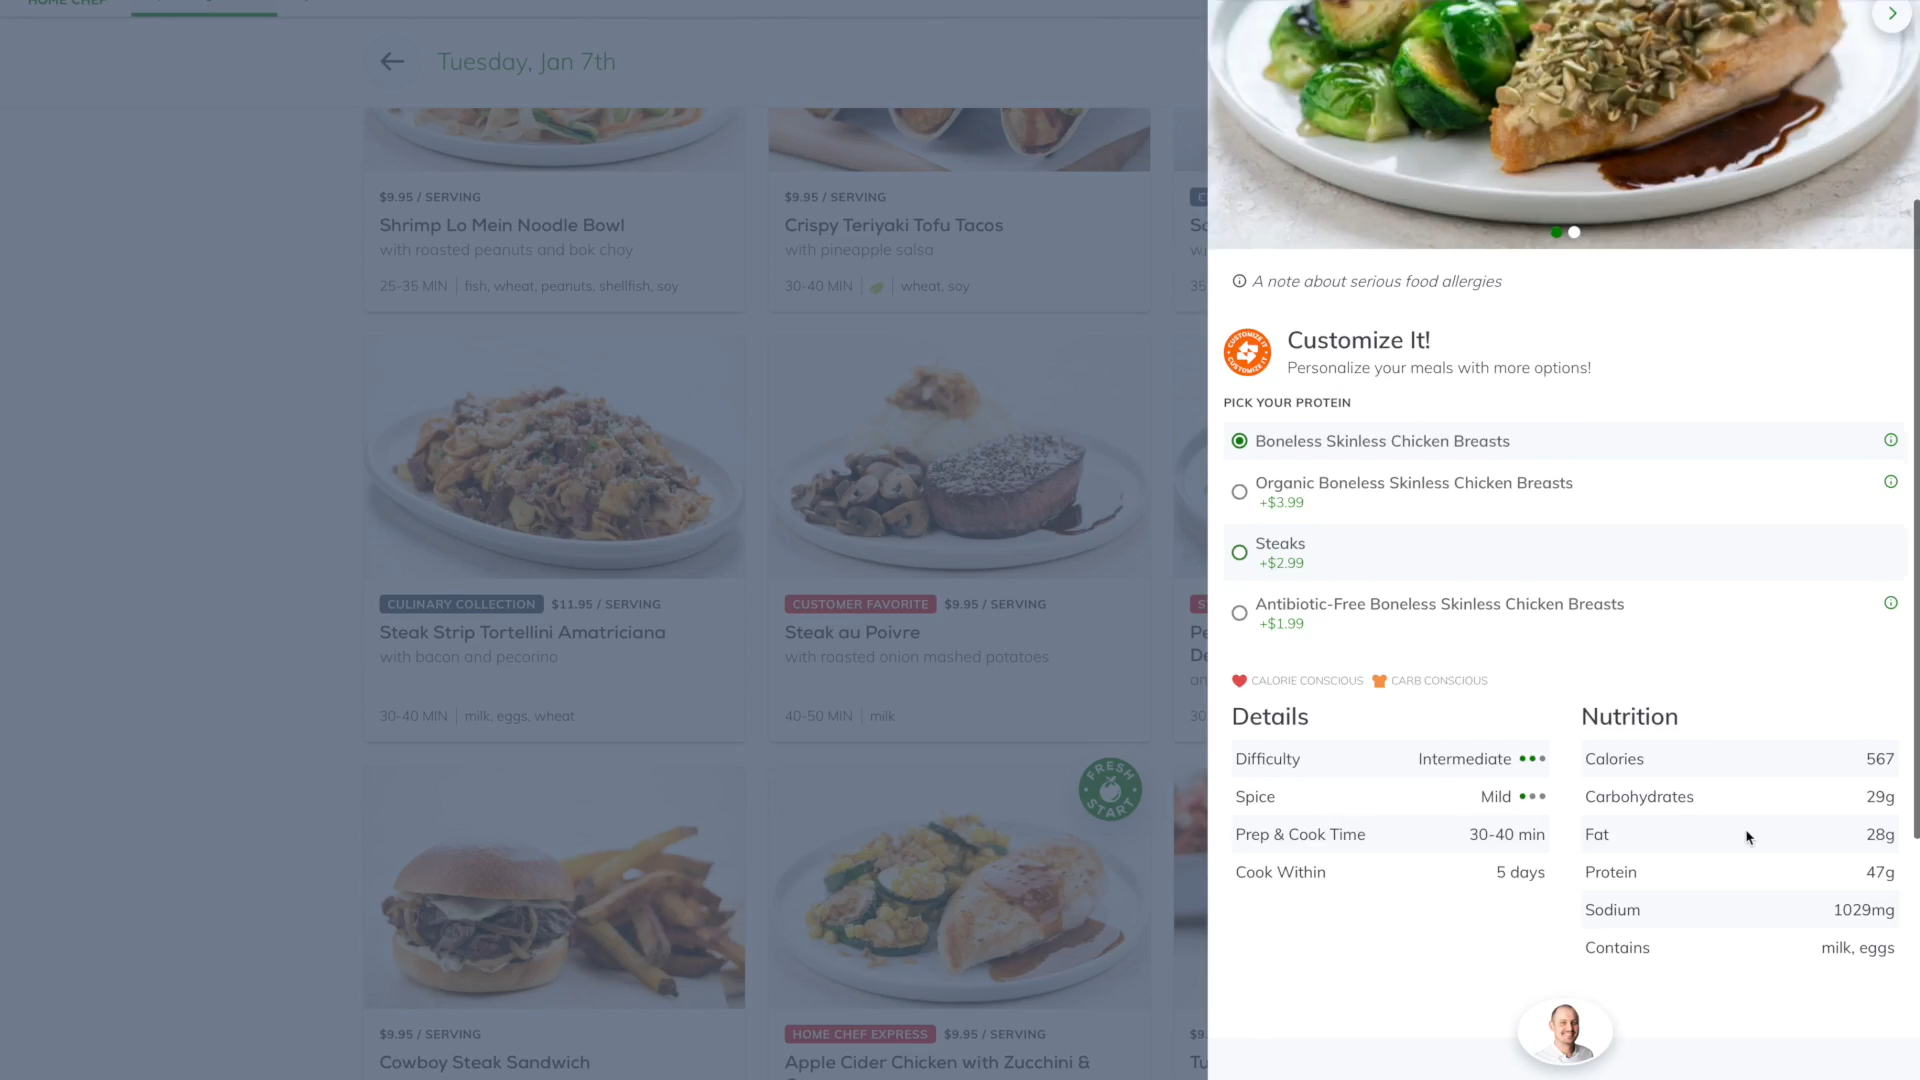 HOME CHEF
Tuesday, Jan 7th
$9.95 / SERVING
Shrimp Lo Mein Noodle Bowl
with roasted peanuts and bok choy
25-35 MIN | fish, wheat, peanuts, shellfish, soy
$9.95 / SERVING
Crispy Teriyaki Tofu Tacos
with pineapple salsa
30-40 MIN | wheat, soy
CULINARY COLLECTION $11.95 / SERVING
Steak Strip Tortellini Amatriciana
with bacon and pecorino
30-40 MIN | milk, eggs, wheat
CUSTOMER FAVORITE $9.95 / SERVING
Steak au Poivre
with roasted onion mashed potatoes
40-50 MIN | milk
$9.95 / SERVING
Cowboy Steak Sandwich
FRESH START
HOME CHEF EXPRESS $9.95 / SERVING
Apple Cider Chicken with Zucchini &
A note about serious food allergies
CUSTOMIZE IT • CUSTOMIZE IT •
Customize It!
Personalize your meals with more options!
PICK YOUR PROTEIN
Boneless Skinless Chicken Breasts
Organic Boneless Skinless Chicken Breasts
+$3.99
Steaks
+$2.99
Antibiotic-Free Boneless Skinless Chicken Breasts
+$1.99
CALORIE CONSCIOUS CARB CONSCIOUS
Details
Difficulty Intermediate
Spice Mild
Prep & Cook Time 30-40 min
Cook Within 5 days
Nutrition
Calories 567
Carbohydrates 29g
Fat 28g
Protein 47g
Sodium 1029mg
Contains milk, eggs